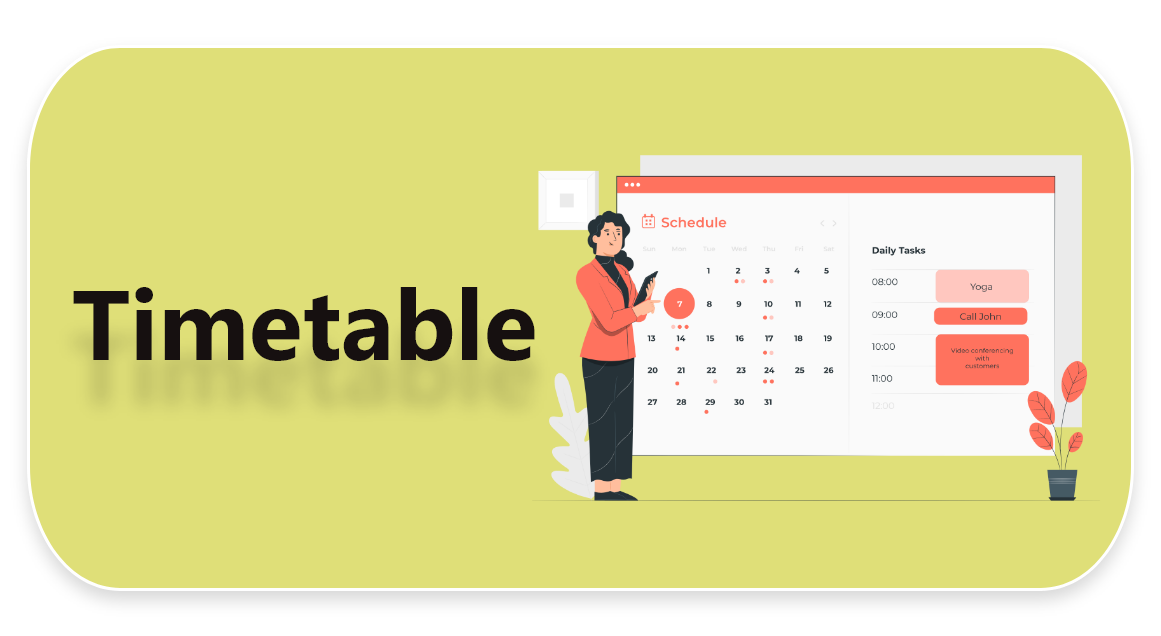 Timetable
Schedule
Sun Mon Tue Wed Thu Fri Sat
1 2 3 4 5
7 8 9 10 11 12
13 14 15 16 17 18 19
20 21 22 23 24 25 26
27 28 29 30 31
Daily Tasks
08:00 Yoga
09:00 Call John
10:00
Video conferencing
with
customers
11:00
12:00